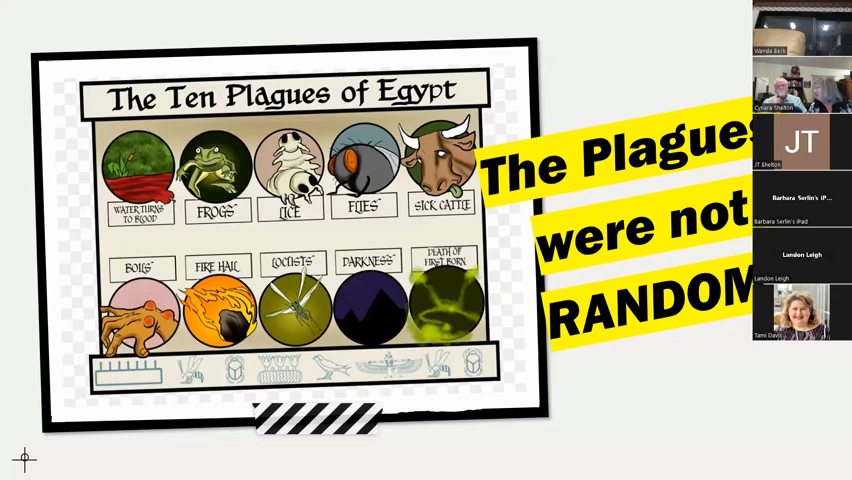 The Ten Plagues of Egypt
WATER TURNS
TO BLOOD
FROGS
LICE
FLIES
SICK CATTLE
BOILS
FIRE HAIL
LOCUSTS
DARKNESS
DEATH OF
FIRST BORN
The Plagues
were not
RANDOM
Wanda Beck
Cynara Shelton
JT
JT Shelton
Barbara Serlin's iP...
Barbara Serlin's iPad
Landon Leigh
Landon Leigh
Tami Davis